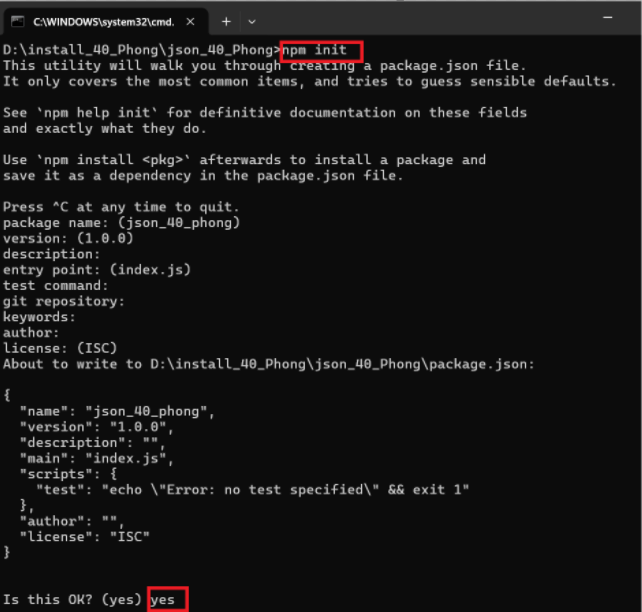 C:\WINDOWS\system32\cmd.
D:\install_40_Phong\json_40_Phong>npm init
This utility will walk you through creating a package.json file.
It only covers the most common items, and tries to guess sensible defaults.
See `npm help init` for definitive documentation on these fields
and exactly what they do.
Use `npm install <pkg>` afterwards to install a package and
save it as a dependency in the package.json file.
Press ^C at any time to quit.
package name: (json_40_phong)
version: (1.0.0)
description:
entry point: (index.js)
test command:
git repository:
keywords:
author:
license: (ISC)
About to write to D:\install_40_Phong\json_40_Phong\package.json:
{
  "name": "json_40_phong",
  "version": "1.0.0",
  "description": "",
  "main": "index.js",
  "scripts": {
    "test": "echo \"Error: no test specified\" && exit 1"
  },
  "author": "",
  "license": "ISC"
}
Is this OK? (yes) yes